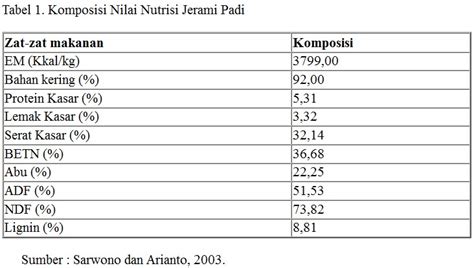 Tabel 1. Komposisi Nilai Nutrisi Jerami Padi
Zat-zat makanan Komposisi
EM (Kkal/kg) 3799,00
Bahan kering (%) 92,00
Protein Kasar (%) 5,31
Lemak Kasar (%) 3,32
Serat Kasar (%) 32,14
BETN (%) 36,68
Abu (%) 22,25
ADF (%) 51,53
NDF (%) 73,82
Lignin (%) 8,81
Sumber : Sarwono dan Arianto, 2003.